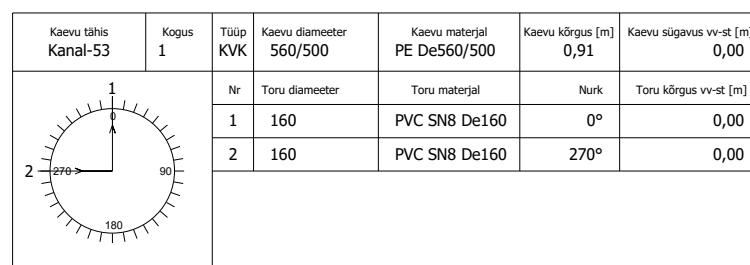 Kaevu tähis Kogus Tüüp Kaevu diameeter Kaevu materjal Kaevu kõrgus [m] Kaevu sügavus vv-st [m]
Kanal-53 1 KVK 560/500 PE De560/500 0,91 0,00
Nr Toru diameeter Toru materjal Nurk Toru kõrgus vv-st [m]
1 160 PVC SN8 De160 0° 0,00
2 160 PVC SN8 De160 270° 0,00
1
0
2 270 90
180